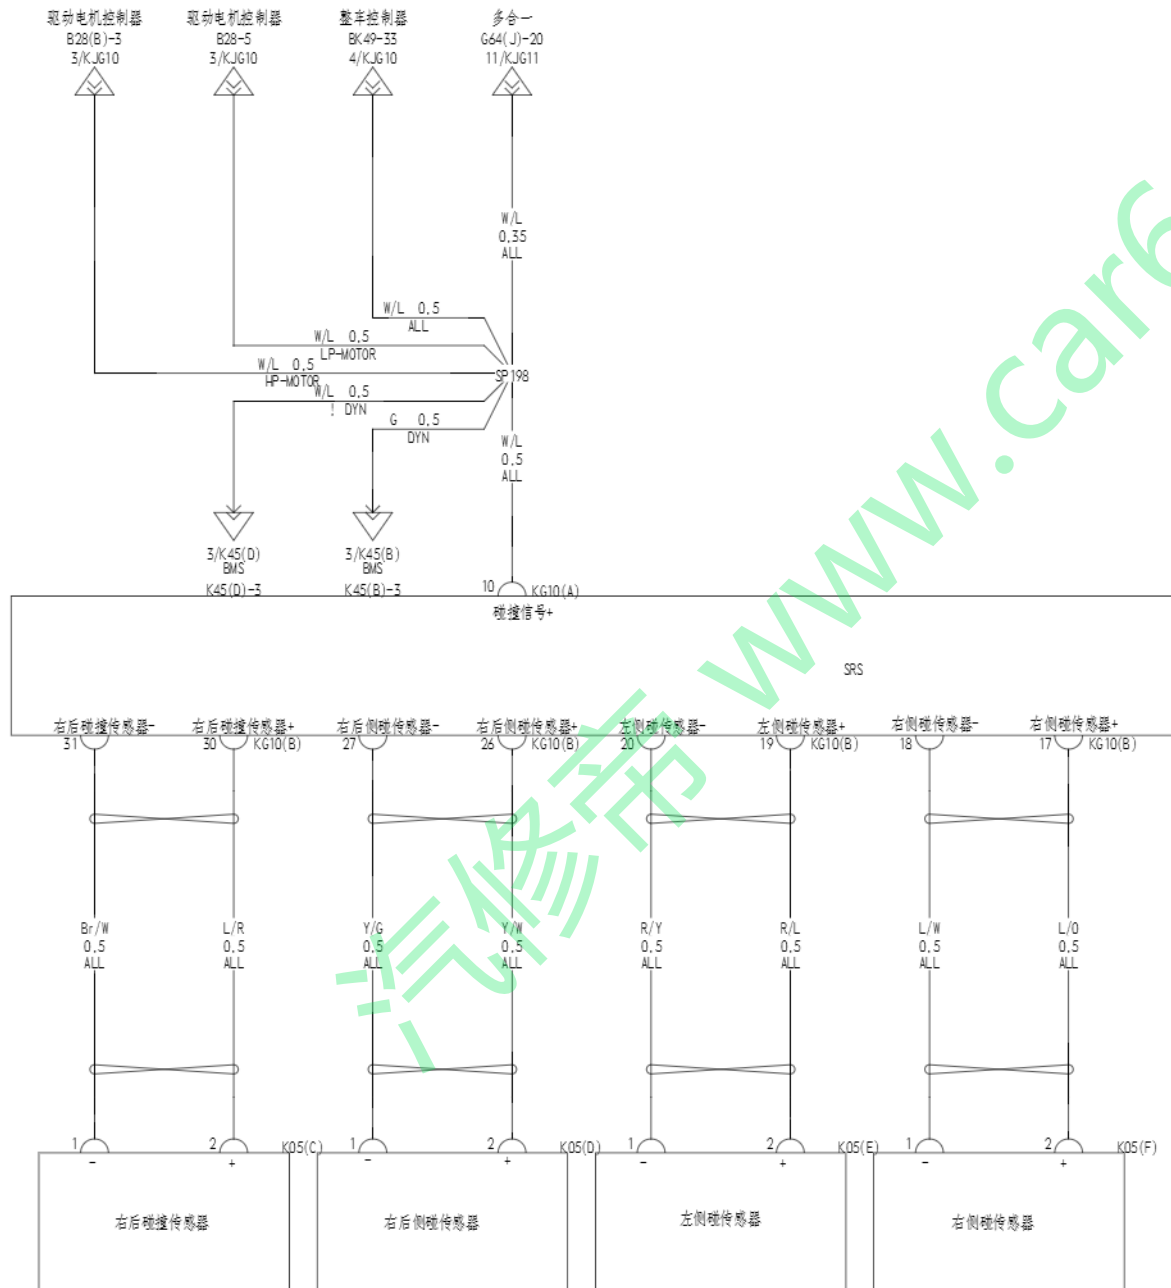 驱动电机控制器 驱动电机控制器 整车控制器 多合一
B28(B)-3 B28-5 BK49-33 G64(J)-20
3/KJG10 3/KJG10 4/KJG10 11/KJG11
W/L
0.35
ALL
W/L 0.5
ALL
W/L 0.5
LP-MOTOR
W/L 0.5
HP-MOTOR
SP198
W/L 0.5
! DYN
G 0.5
DYN
W/L
0.5
ALL
3/K45(D) 3/K45(B)
BMS BMS
K45(D)-3 K45(B)-3
10 KG10(A)
碰撞信号+
SRS
右后碰撞传感器- 右后碰撞传感器+ 右后侧碰传感器- 右后侧碰传感器+ 左侧碰传感器- 左侧碰传感器+ 右侧碰传感器- 右侧碰传感器+
31 30 KG10(B) 27 26 KG10(B) 20 19 KG10(B) 18 17 KG10(B)
Br/W L/R Y/G Y/W R/Y R/L L/W L/O
0.5 0.5 0.5 0.5 0.5 0.5 0.5 0.5
ALL ALL ALL ALL ALL ALL ALL ALL
1 2 K05(C) 1 2 K05(D) 1 2 K05(E) 1 2 K05(F)
- + - + - + - +
右后碰撞传感器 右后侧碰传感器 左侧碰传感器 右侧碰传感器
汽修帝 www.car6